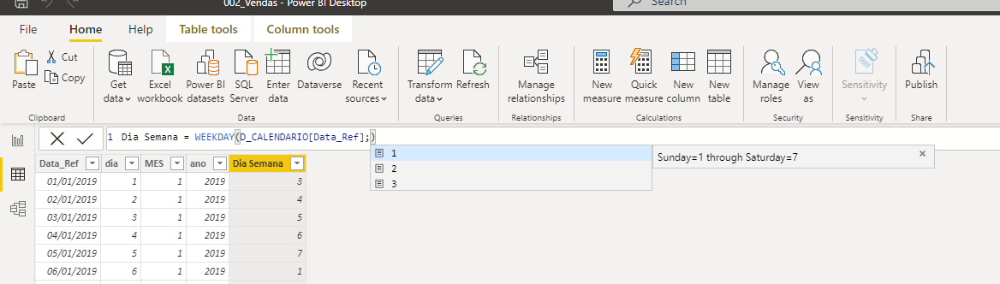 002_Vendas - Power BI Desktop
Search
File Home Help Table tools Column tools
Cut
Copy
Paste
Get data
Excel workbook
Power BI datasets
SQL Server
Enter data
Dataverse
Recent sources
Transform data
Refresh
Manage relationships
New measure
Quick measure
New column
New table
Manage roles
View as
Sensitivity
Publish
Clipboard Data Queries Relationships Calculations Security Sensitivity Share
1 Dia Semana = WEEKDAY(D_CALENDARIO[Data_Ref];)
1
2
3
Sunday=1 through Saturday=7
Data_Ref dia MES ano Dia Semana
01/01/2019 1 1 2019 3
02/01/2019 2 1 2019 4
03/01/2019 3 1 2019 5
04/01/2019 4 1 2019 6
05/01/2019 5 1 2019 7
06/01/2019 6 1 2019 1